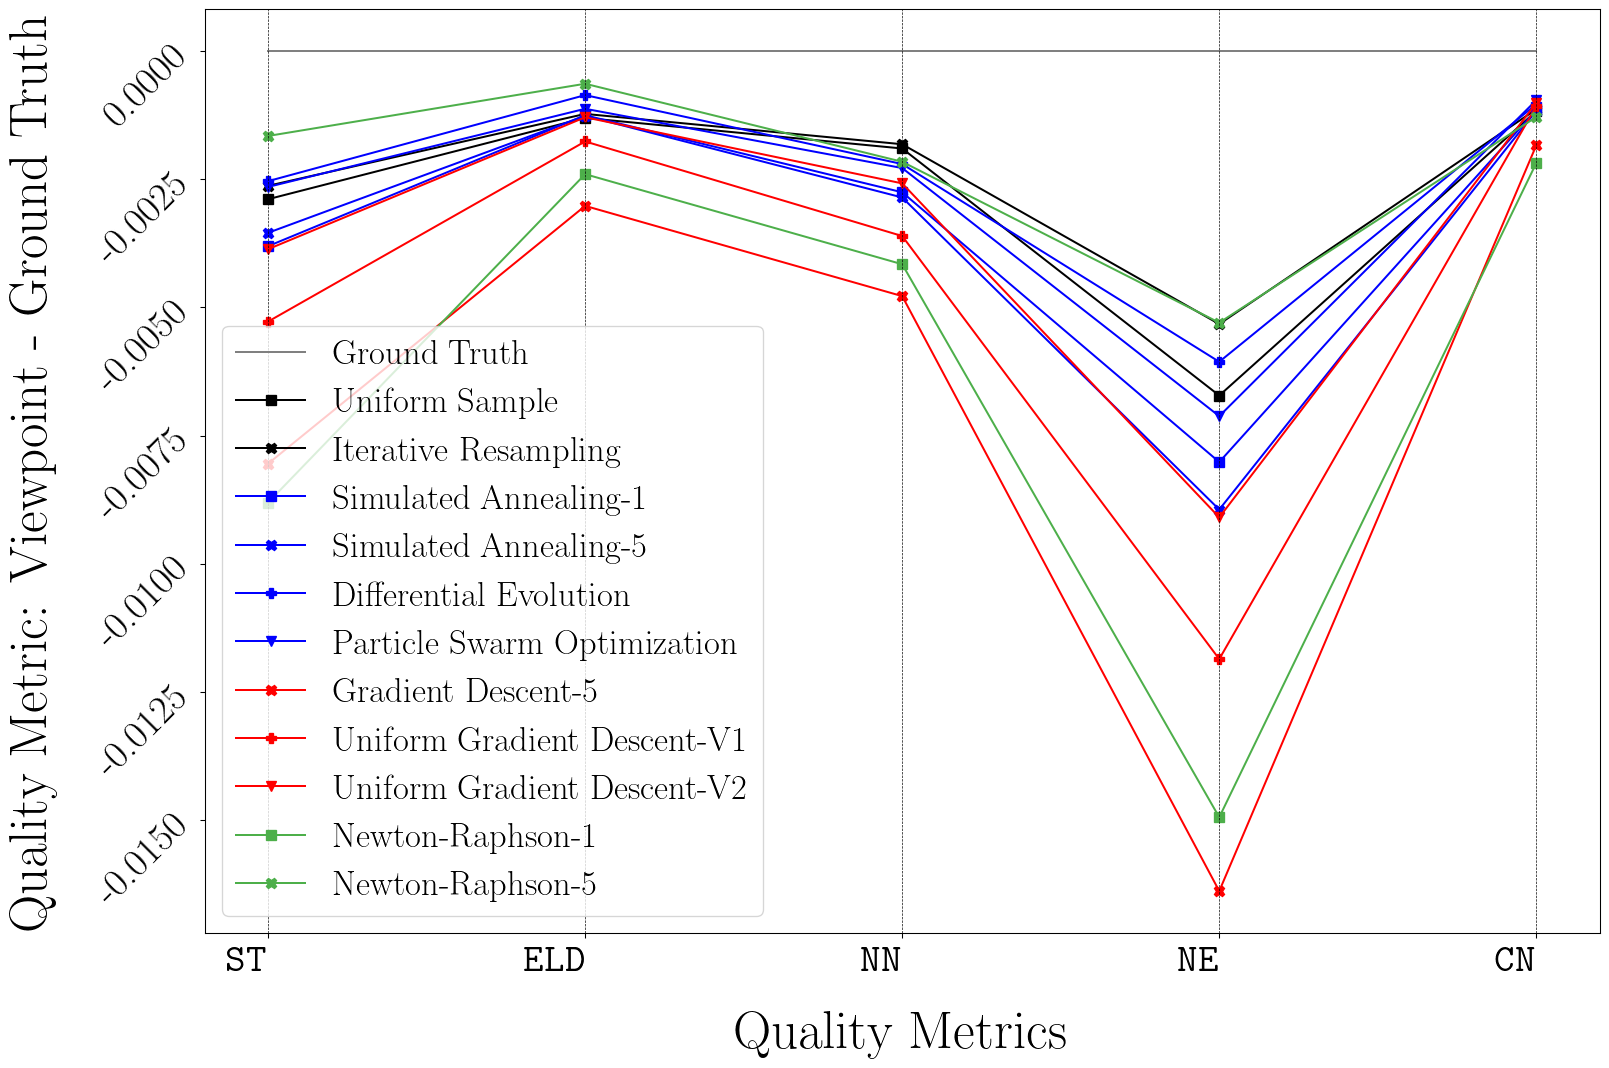 Quality Metric: Viewpoint - Ground Truth
0.0000
-0.0025
-0.0050
-0.0075
-0.0100
-0.0125
-0.0150
Ground Truth
Uniform Sample
Iterative Resampling
Simulated Annealing-1
Simulated Annealing-5
Differential Evolution
Particle Swarm Optimization
Gradient Descent-5
Uniform Gradient Descent-V1
Uniform Gradient Descent-V2
Newton-Raphson-1
Newton-Raphson-5
ST ELD NN NE CN
Quality Metrics